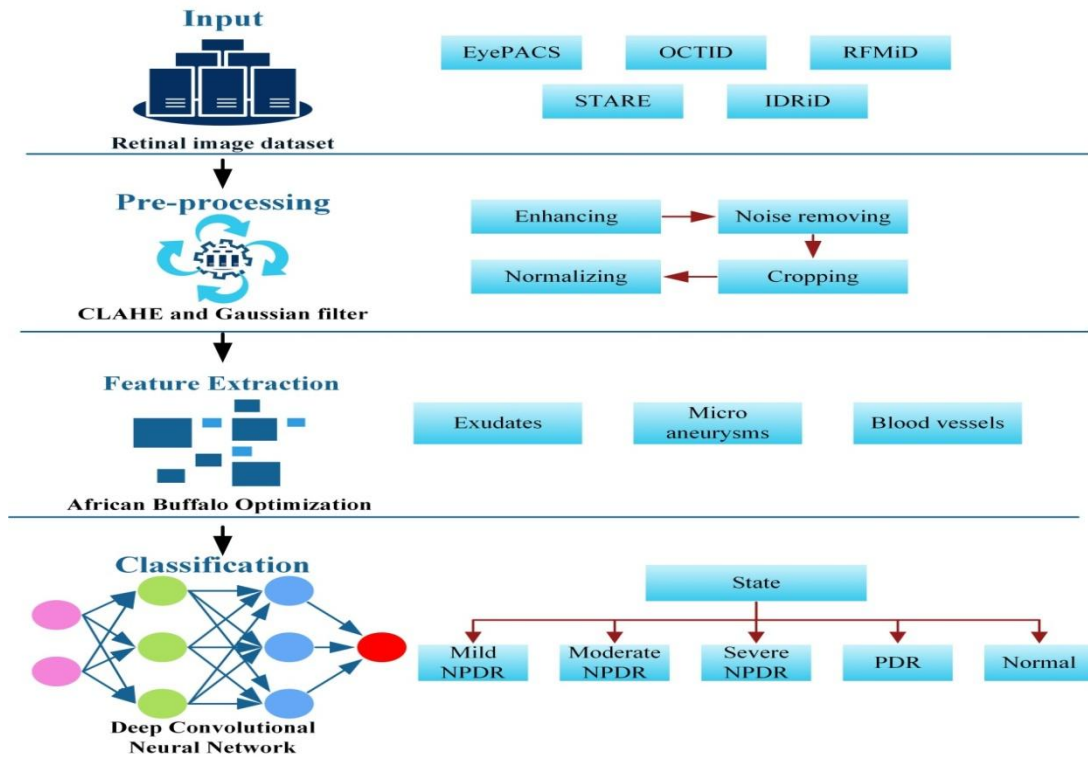 Input
EyePACS
OCTID
RFMiD
STARE
IDRiD
Retinal image dataset
Pre-processing
Enhancing
Noise removing
Normalizing
Cropping
CLAHE and Gaussian filter
Feature Extraction
Exudates
Micro
aneurysms
Blood vessels
African Buffalo Optimization
Classification
State
Mild
NPDR
Moderate
NPDR
Severe
NPDR
PDR
Normal
Deep Convolutional
Neural Network